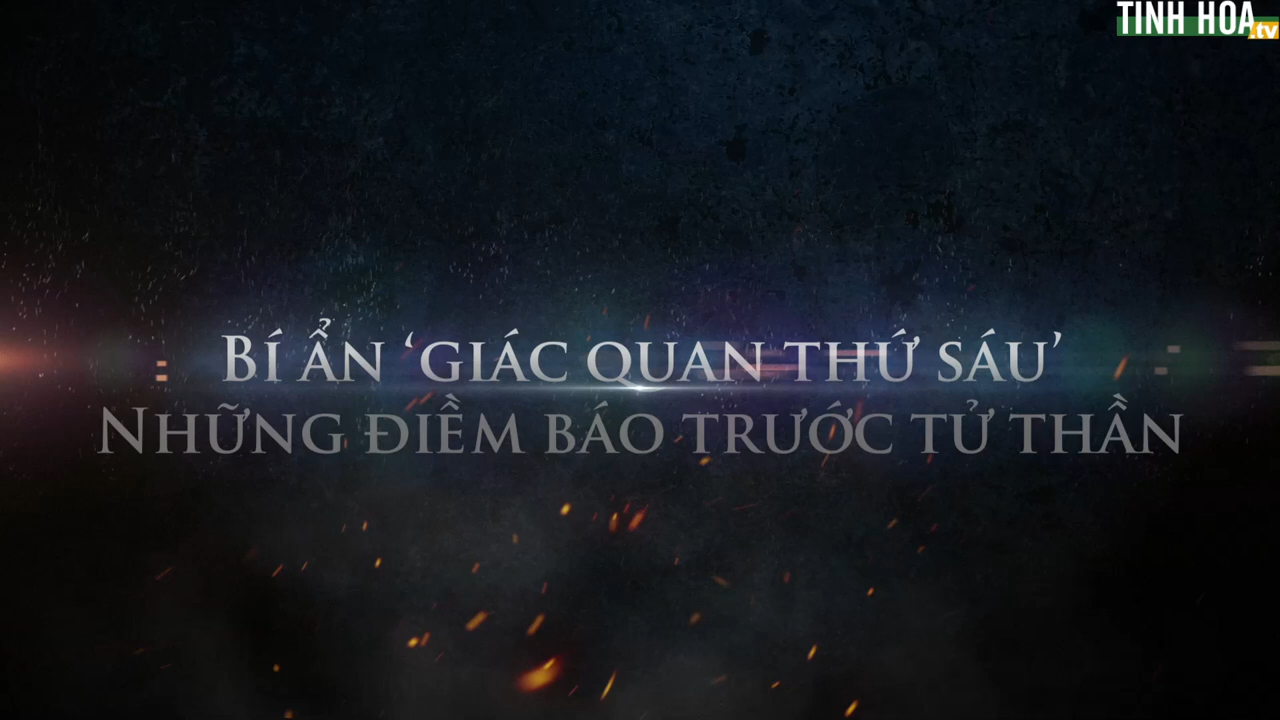 TINH HOA.tv
Bí ẩn ‘giác quan thứ sáu’
Những điềm báo trước tử thần